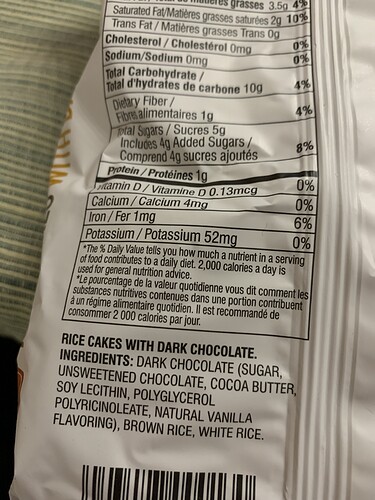 grasses 3.5g 4%
Saturated Fat/Matières grasses saturées 2g 10%
Trans Fat / Matières grasses Trans 0g
Cholesterol / Cholestérol 0mg 0%
Sodium/Sodium 0mg 0%
Total Carbohydrate /
Total d'hydrates de carbone 10g 4%
Dietary Fiber /
Fibres alimentaires 1g 4%
Total Sugars / Sucres 5g
Includes 4g Added Sugars /
Comprend 4g sucres ajoutés 8%
Protein / Protéines 1g
Vitamin D / Vitamine D 0.13mcg 0%
Calcium / Calcium 4mg 0%
Iron / Fer 1mg 6%
Potassium / Potassium 52mg 0%
*The % Daily Value tells you how much a nutrient in a serving
of food contributes to a daily diet. 2,000 calories a day is
used for general nutrition advice.
*Le pourcentage de la valeur quotidienne vous dit comment les
substances nutritives contenues dans une portion contribuent
à un régime alimentaire quotidien. Il est recommandé de
consommer 2 000 calories par jour.
RICE CAKES WITH DARK CHOCOLATE.
INGREDIENTS: DARK CHOCOLATE (SUGAR,
UNSWEETENED CHOCOLATE, COCOA BUTTER,
SOY LECITHIN, POLYGLYCEROL
POLYRICINOLEATE, NATURAL VANILLA
FLAVORING), BROWN RICE, WHITE RICE.